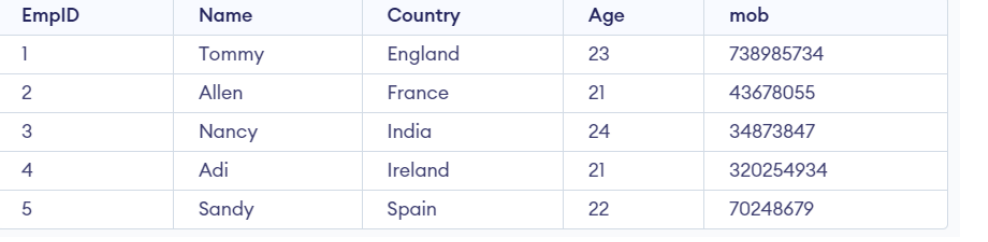 EmpID Name Country Age mob
1 Tommy England 23 738985734
2 Allen France 21 43678055
3 Nancy India 24 34873847
4 Adi Ireland 21 320254934
5 Sandy Spain 22 70248679